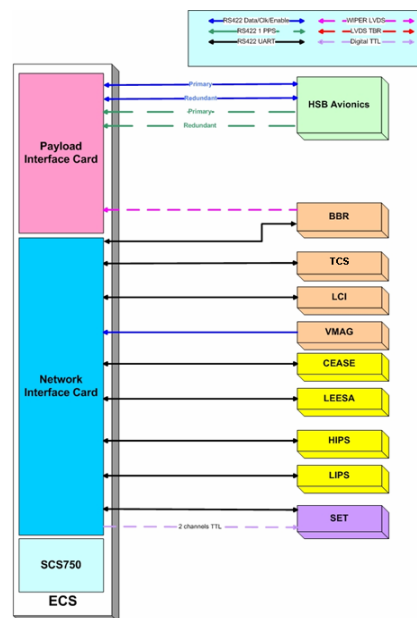 RS422 Data/Clk/Enable
WIPER LVDS
RS422 1 PPS
LVDS TBR
RS422 UART
Digital TTL
Primary
Redundant
Primary
Redundant
HSB Avionics
Payload
Interface Card
BBR
TCS
LCI
VMAG
Network
Interface Card
CEASE
LEESA
HIPS
LIPS
SET
2 channels TTL
SCS750
ECS